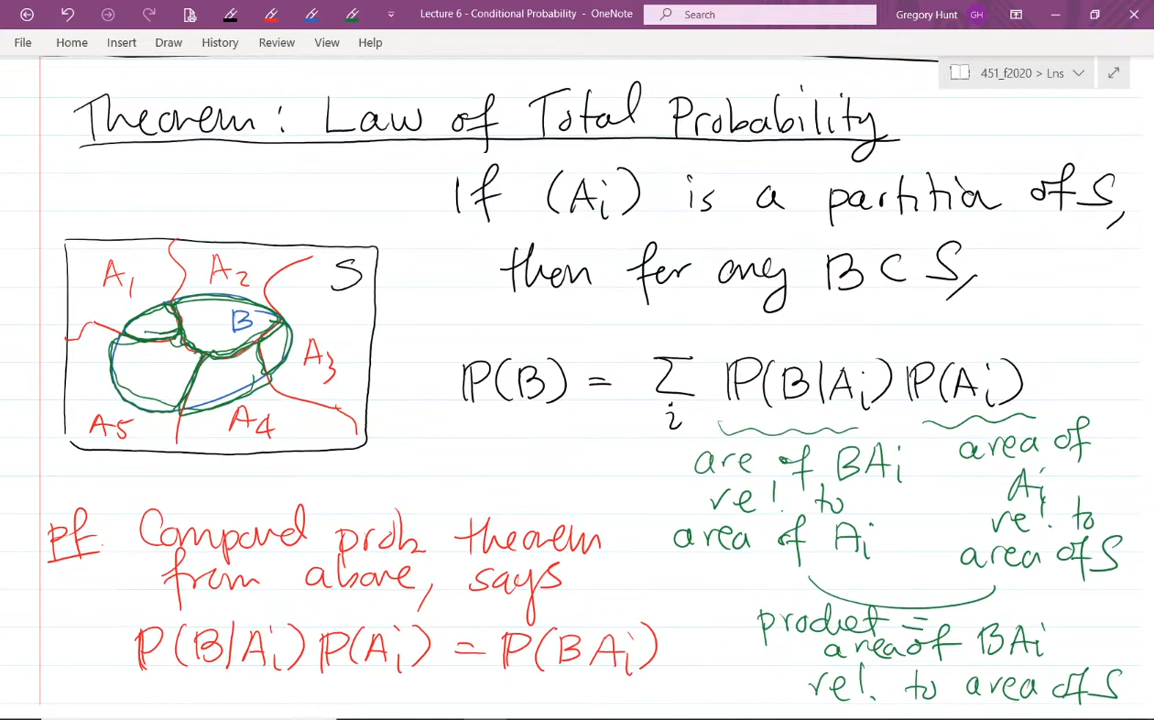 Lecture 6 - Conditional Probability - OneNote
Search
Gregory Hunt
GH
File Home Insert Draw History Review View Help
451_f2020 > Lns
Theorem: Law of Total Probability
If (Ai) is a partition of S,
then for any B ⊂ S,
A1 A2 S
B
A3
A5 A4
P(B) = Σ P(B|Ai) P(Ai)
i
are of BAi
rel. to
area of Ai
area of
Ai
rel. to
area of S
product =
area of BAi
rel. to area of S
pf. Compound prob theorem
from above, says
P(B|Ai) P(Ai) = P(BAi)